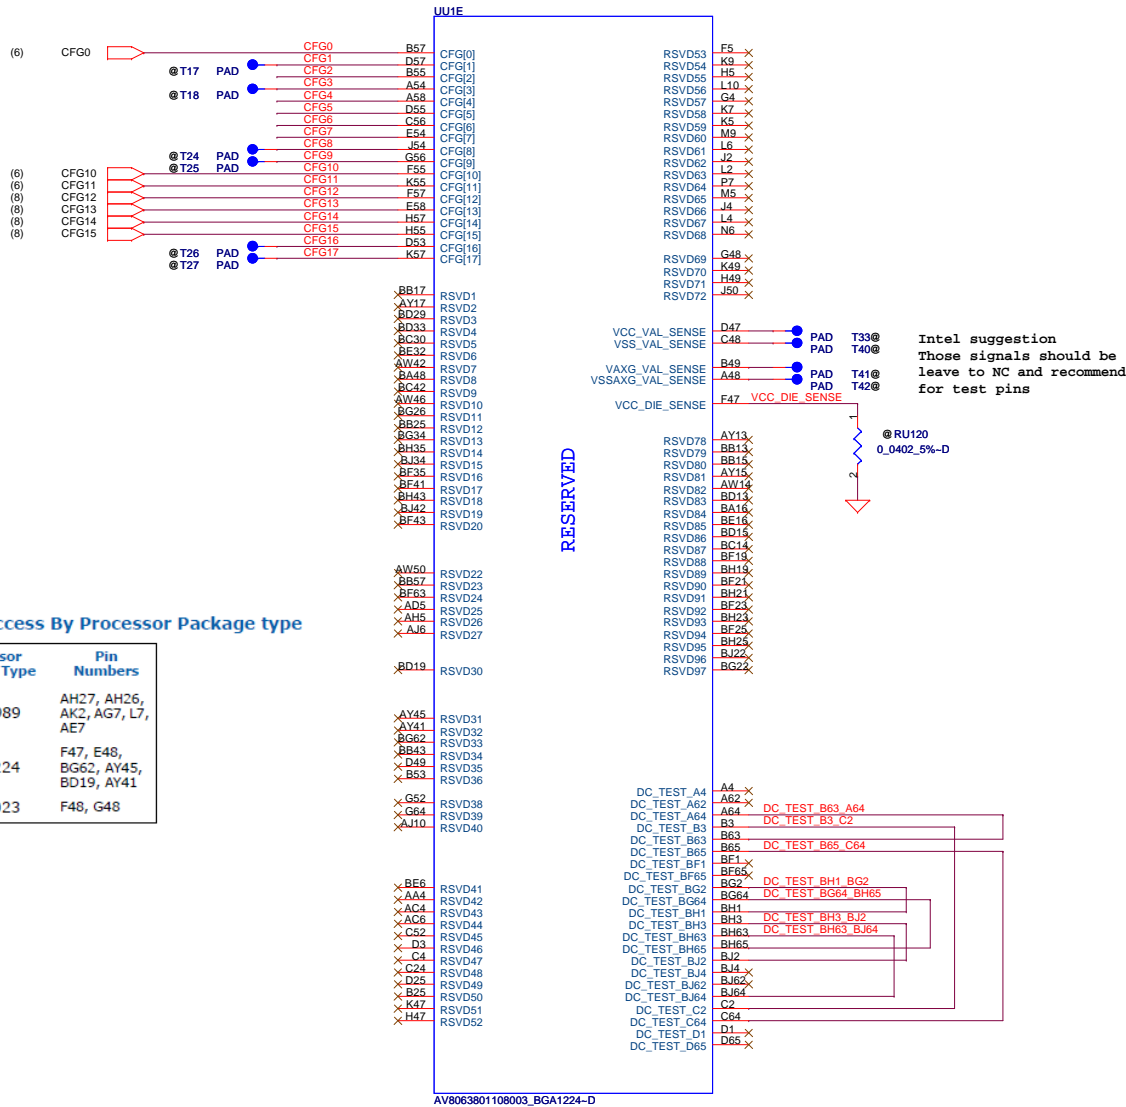 UU1E
(6) CFG0 CFG0 B57 CFG[0]
CFG1 D57 CFG[1]
@T17 PAD CFG2 B55 CFG[2]
CFG3 A54 CFG[3]
@T18 PAD CFG4 A58 CFG[4]
CFG5 D55 CFG[5]
CFG6 C56 CFG[6]
CFG7 E54 CFG[7]
CFG8 J54 CFG[8]
@T24 PAD CFG9 G56 CFG[9]
@T25 PAD
(6) CFG10 CFG10 F55 CFG[10]
(6) CFG11 CFG11 K55 CFG[11]
(8) CFG12 CFG12 F57 CFG[12]
(8) CFG13 CFG13 E58 CFG[13]
(8) CFG14 CFG14 H57 CFG[14]
(8) CFG15 CFG15 H55 CFG[15]
CFG16 D53 CFG[16]
@T26 PAD CFG17 K57 CFG[17]
@T27 PAD
BB17 RSVD1
AY17 RSVD2
BD29 RSVD3
BD33 RSVD4
BC30 RSVD5
BE32 RSVD6
AW42 RSVD7
BA48 RSVD8
BC42 RSVD9
AW46 RSVD10
BG26 RSVD11
BB25 RSVD12
BG34 RSVD13
BH35 RSVD14
BJ34 RSVD15
BF35 RSVD16
BF41 RSVD17
BH43 RSVD18
BJ42 RSVD19
BF43 RSVD20
AW50 RSVD22
BB57 RSVD23
BF63 RSVD24
AD5 RSVD25
AH5 RSVD26
AJ6 RSVD27
BD19 RSVD30
AY45 RSVD31
AY41 RSVD32
BG62 RSVD33
BB43 RSVD34
D49 RSVD35
B53 RSVD36
G52 RSVD38
G64 RSVD39
AJ10 RSVD40
BE6 RSVD41
AA4 RSVD42
AC4 RSVD43
AC6 RSVD44
C52 RSVD45
D3 RSVD46
C4 RSVD47
C24 RSVD48
D25 RSVD49
B25 RSVD50
K47 RSVD51
H47 RSVD52
RESERVED
RSVD53 F5
RSVD54 K9
RSVD55 H5
RSVD56 L10
RSVD57 G4
RSVD58 K7
RSVD59 K5
RSVD60 M9
RSVD61 L6
RSVD62 J2
RSVD63 L2
RSVD64 P7
RSVD65 M5
RSVD66 J4
RSVD67 L4
RSVD68 N6
RSVD69 G48
RSVD70 K49
RSVD71 H49
RSVD72 J50
VCC_VAL_SENSE D47
PAD T33@
VSS_VAL_SENSE C48
PAD T40@
VAXG_VAL_SENSE B49
PAD T41@
VSSAXG_VAL_SENSE A48
PAD T42@
VCC_DIE_SENSE F47 VCC_DIE_SENSE
1
@RU120
0_0402_5%~D
2
Intel suggestion
Those signals should be
leave to NC and recommend
for test pins
RSVD78 AY13
RSVD79 BB13
RSVD80 BB15
RSVD81 AY15
RSVD82 AW14
RSVD83 BD13
RSVD84 BA16
RSVD85 BE16
RSVD86 BD15
RSVD87 BC14
RSVD88 BF19
RSVD89 BH19
RSVD90 BF21
RSVD91 BH21
RSVD92 BF23
RSVD93 BH23
RSVD94 BF25
RSVD95 BH25
RSVD96 BJ22
RSVD97 BG22
DC_TEST_A4 A4
DC_TEST_A62 A62
DC_TEST_A64 A64 DC_TEST_B63_A64
DC_TEST_B3 B3 DC_TEST_B3_C2
DC_TEST_B63 B63
DC_TEST_B65 B65 DC_TEST_B65_C64
DC_TEST_BF1 BF1
DC_TEST_BF65 BF65
DC_TEST_BG2 BG2 DC_TEST_BH1_BG2
DC_TEST_BG64 BG64 DC_TEST_BG64_BH65
DC_TEST_BH1 BH1
DC_TEST_BH3 BH3 DC_TEST_BH3_BJ2
DC_TEST_BH63 BH63 DC_TEST_BH63_BJ64
DC_TEST_BH65 BH65
DC_TEST_BJ2 BJ2
DC_TEST_BJ4 BJ4
DC_TEST_BJ62 BJ62
DC_TEST_BJ64 BJ64
DC_TEST_C2 C2
DC_TEST_C64 C64
DC_TEST_D1 D1
DC_TEST_D65 D65
AV8063801108003_BGA1224~D
ccess By Processor Package type
sor Pin
Type Numbers
AH27, AH26,
089 AK2, AG7, L7,
AE7
F47, E48,
224 BG62, AY45,
BD19, AY41
023 F48, G48